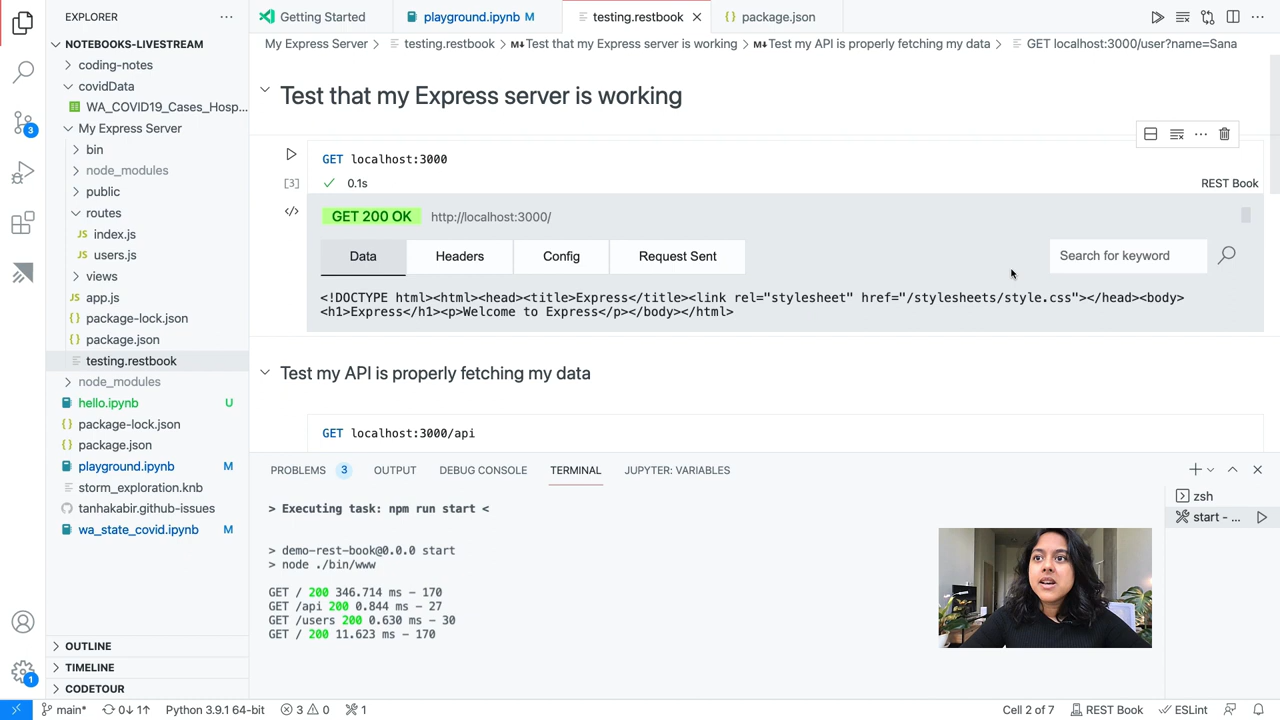 EXPLORER
Getting Started
playground.ipynb M
testing.restbook
package.json
NOTEBOOKS-LIVESTREAM
coding-notes
covidData
WA_COVID19_Cases_Hosp...
My Express Server
bin
node_modules
public
routes
JS index.js
JS users.js
views
JS app.js
{} package-lock.json
{} package.json
testing.restbook
node_modules
hello.ipynb U
{} package-lock.json
{} package.json
playground.ipynb M
storm_exploration.knb
tanhakabir.github-issues
wa_state_covid.ipynb M
OUTLINE
TIMELINE
CODETOUR
3
1
My Express Server > testing.restbook > M↓Test that my Express server is working > M↓Test my API is properly fetching my data > GET localhost:3000/user?name=Sana
Test that my Express server is working
GET localhost:3000
[3] 0.1s REST Book
</> GET 200 OK http://localhost:3000/
Data Headers Config Request Sent Search for keyword
<!DOCTYPE html><html><head><title>Express</title><link rel="stylesheet" href="/stylesheets/style.css"></head><body>
<h1>Express</h1><p>Welcome to Express</p></body></html>
Test my API is properly fetching my data
GET localhost:3000/api
PROBLEMS 3 OUTPUT DEBUG CONSOLE TERMINAL JUPYTER: VARIABLES
> Executing task: npm run start <
> demo-rest-book@0.0.0 start
> node ./bin/www
GET / 200 346.714 ms - 170
GET /api 200 0.844 ms - 27
GET /users 200 0.630 ms - 30
GET / 200 11.623 ms - 170
zsh
start - ...
main* 0↓ 1↑ Python 3.9.1 64-bit 3 0 1 Cell 2 of 7 REST Book ESLint